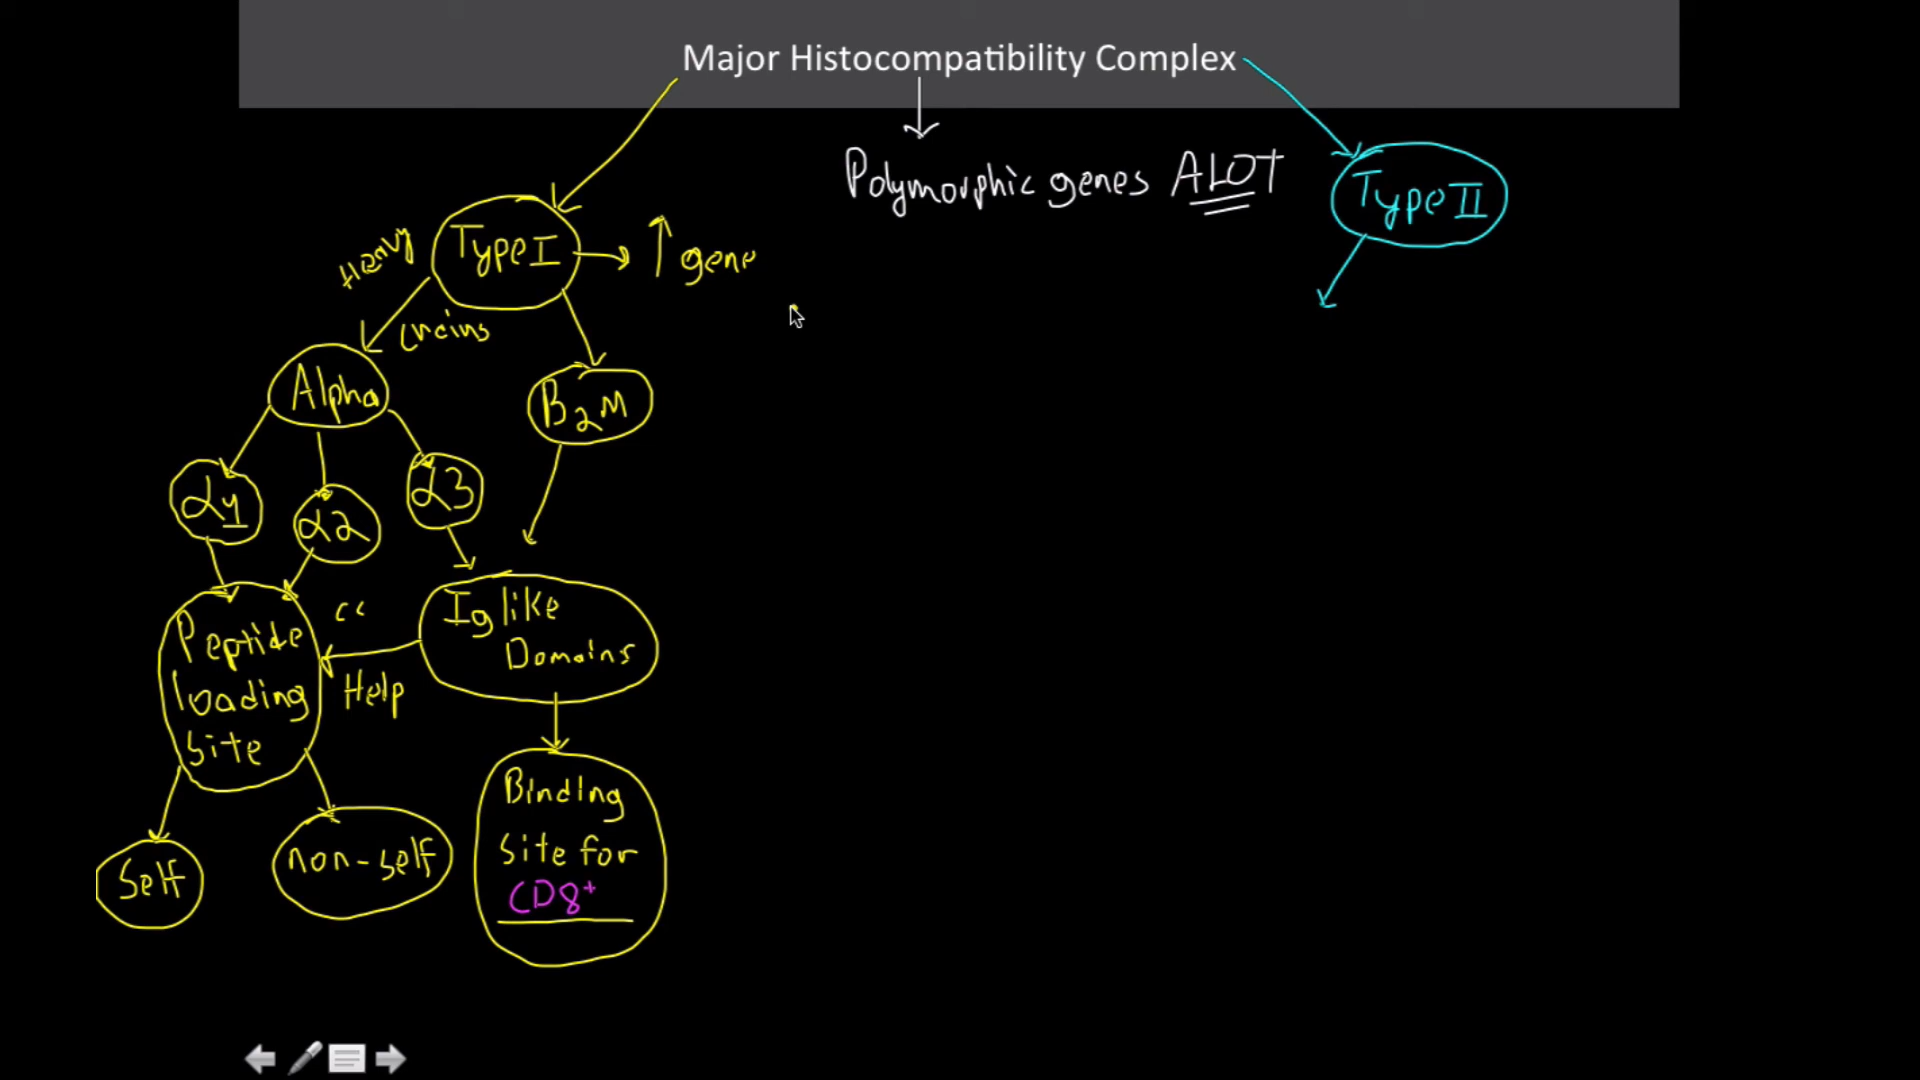 Major Histocompatibility Complex
Polymorphic genes ALOT
Type I
↑ gene
Type II
Heavy
Chains
Alpha
B2M
α1
α2
α3
Peptide
loading
Site
cc
Help
Ig like
Domains
Self
non-self
Binding
Site for
CD8+